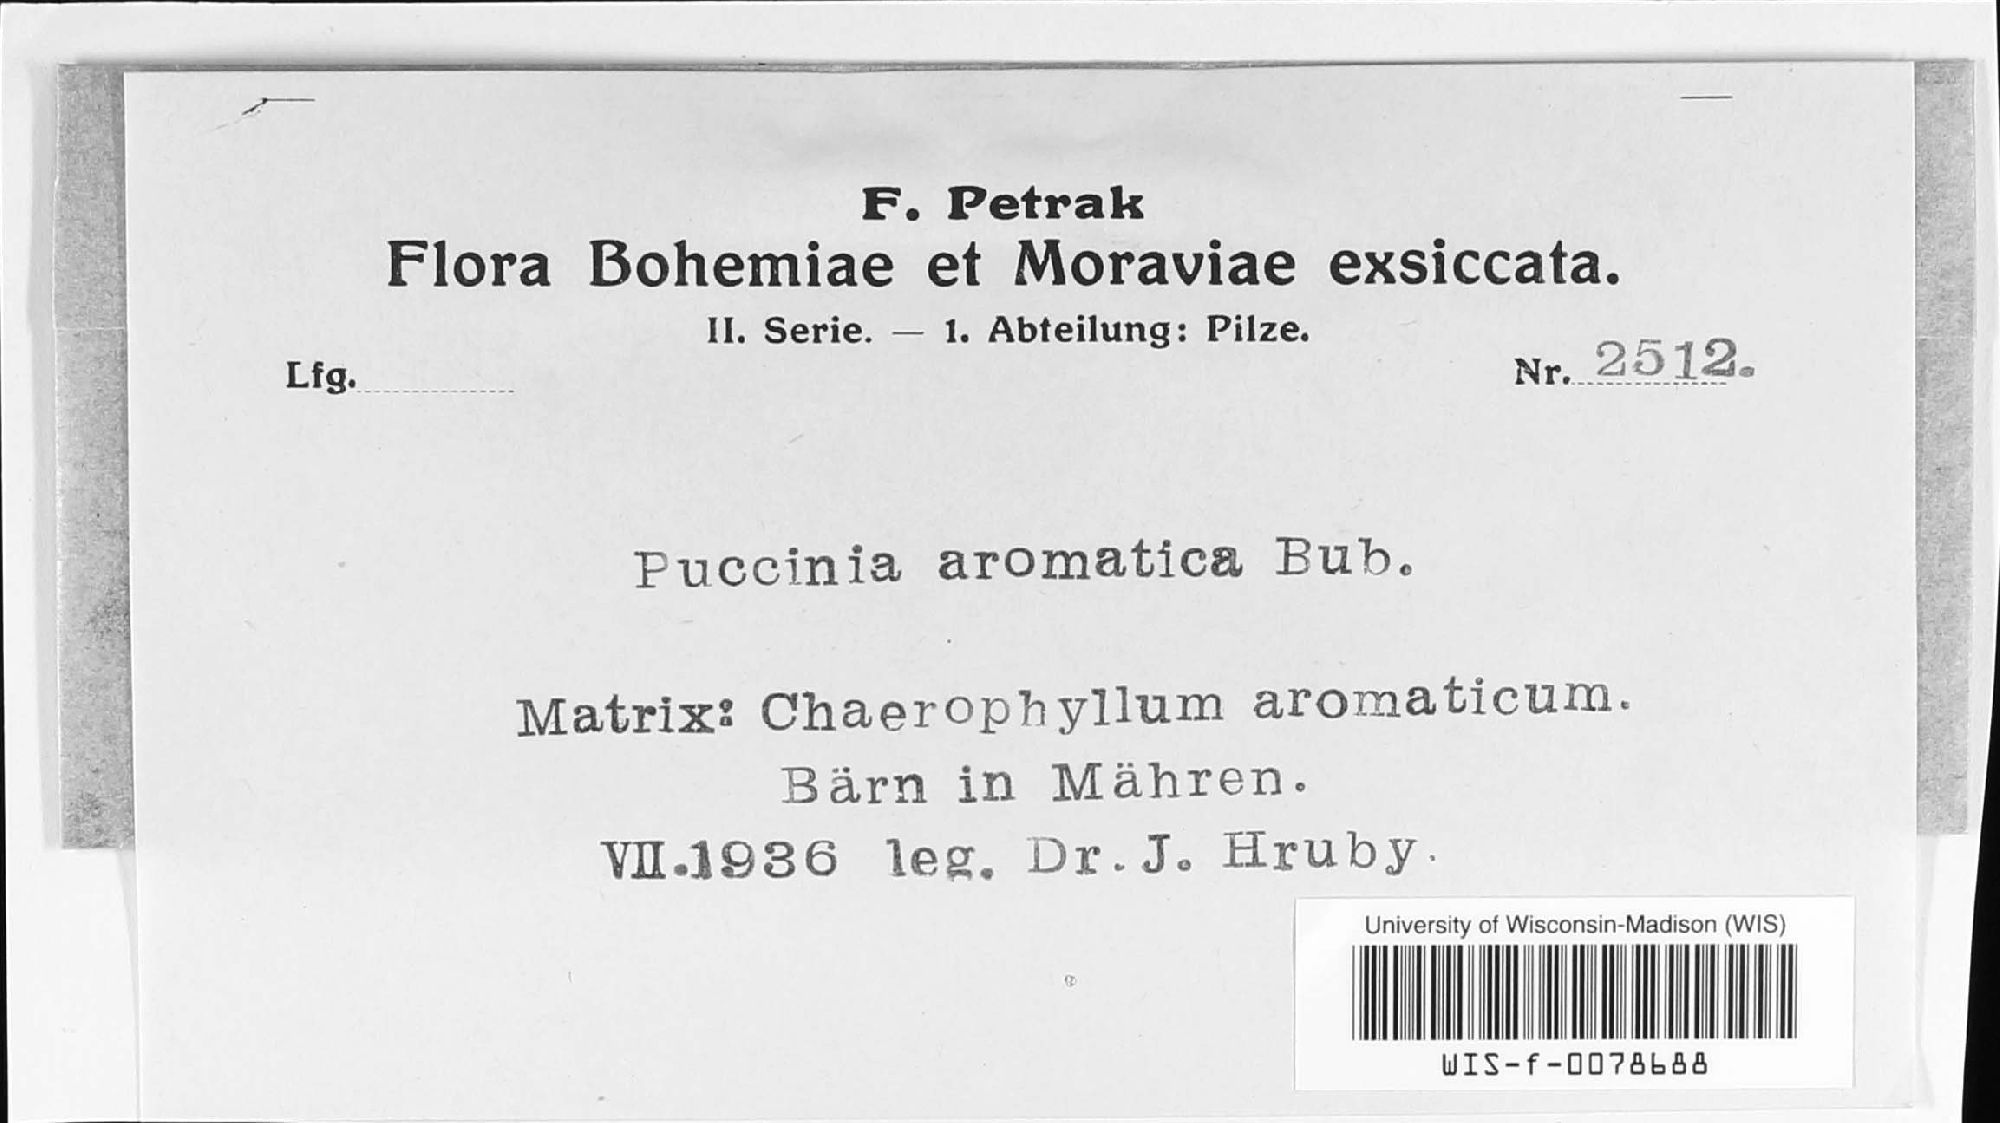 F. Petrak
Flora Bohemiae et Moraviae exsiccata.
II. Serie. — 1. Abteilung: Pilze.
Lfg. Nr. 2512.
Puccinia aromatica Bub.
Matrix: Chaerophyllum aromaticum.
Bärn in Mähren.
VII.1936 leg. Dr. J. Hruby.
University of Wisconsin-Madison (WIS)
WIS-f-0078688